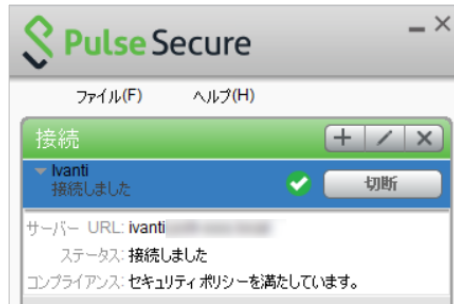 Pulse Secure
ファイル(F) ヘルプ(H)
接続
Ivanti
接続しました
切断
サーバー URL: ivanti
ステータス: 接続しました
コンプライアンス: セキュリティ ポリシーを満たしています。